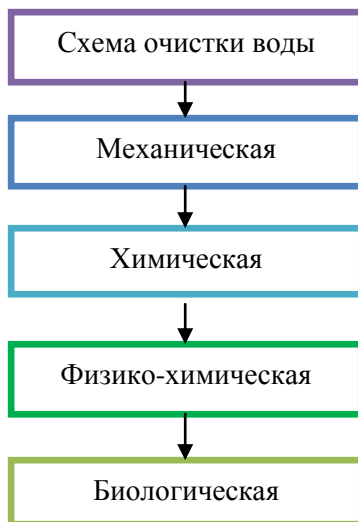 Схема очистки воды
Механическая
Химическая
Физико-химическая
Биологическая